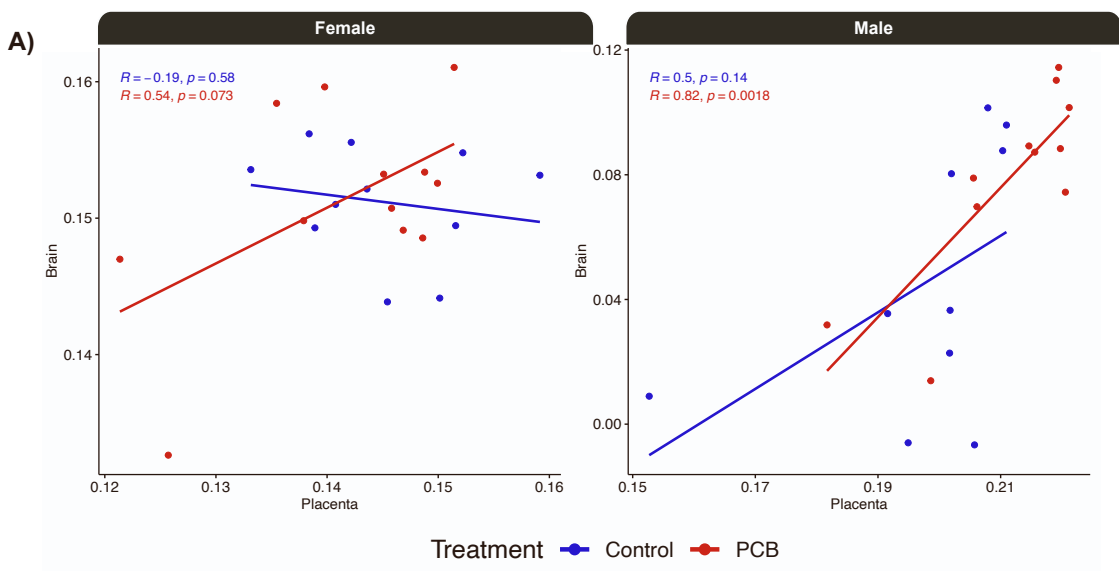 A)
Female
Male
R = −0.19, p = 0.58
R = 0.54, p = 0.073
R = 0.5, p = 0.14
R = 0.82, p = 0.0018
Brain
0.16
0.15
0.14
0.12
0.13
0.14
0.15
0.16
Placenta
Brain
0.12
0.08
0.04
0.00
0.15
0.17
0.19
0.21
Placenta
Treatment Control PCB